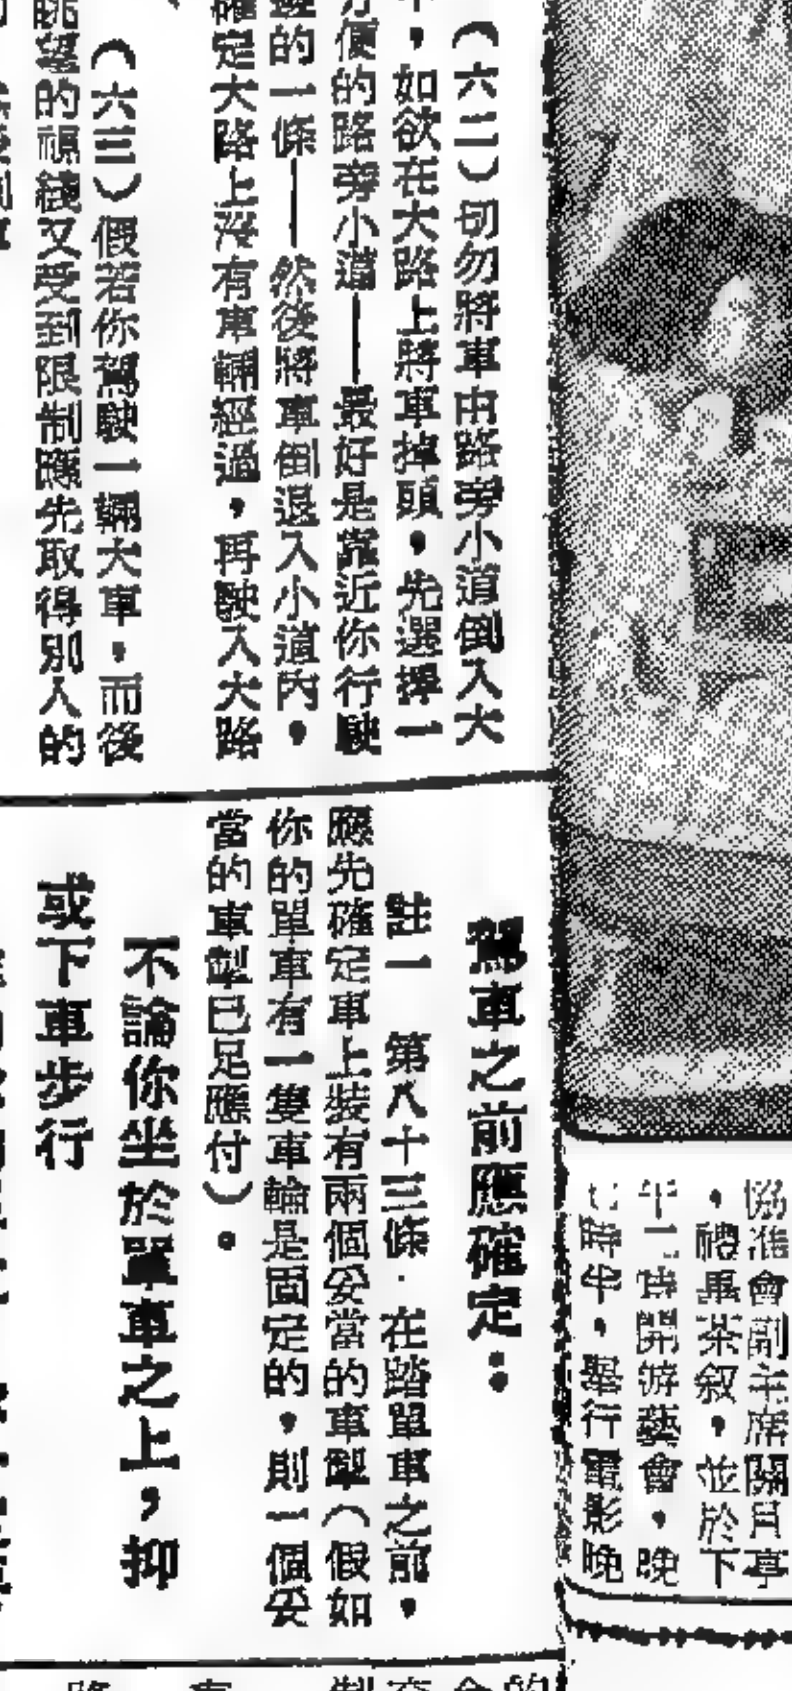 協進會副主席關月亭
，禮畢茶叙，並於下
午二時開游藝會，晚
七時半，舉行電影晚
（六二）切勿將車由路旁小道倒入大
，如欲在大路上將車掉頭，先選擇一
方便的路旁小道——最好是靠近你行駛
邊的一條——然後將車倒退入小道內，
確定大路上沒有車輛經過，再駛入大路
（六三）假若你駕駛一輛大車，而後
眺望的視綫又受到限制應先取得別人的
駕車之前應確定：
註一　第八十三條．在踏單車之前，
應先確定車上裝有兩個妥當的車掣（假如
你的單車有一隻車輪是固定的，則一個妥
當的車掣已足應付）。
不論你坐於單車之上，抑
或下車步行